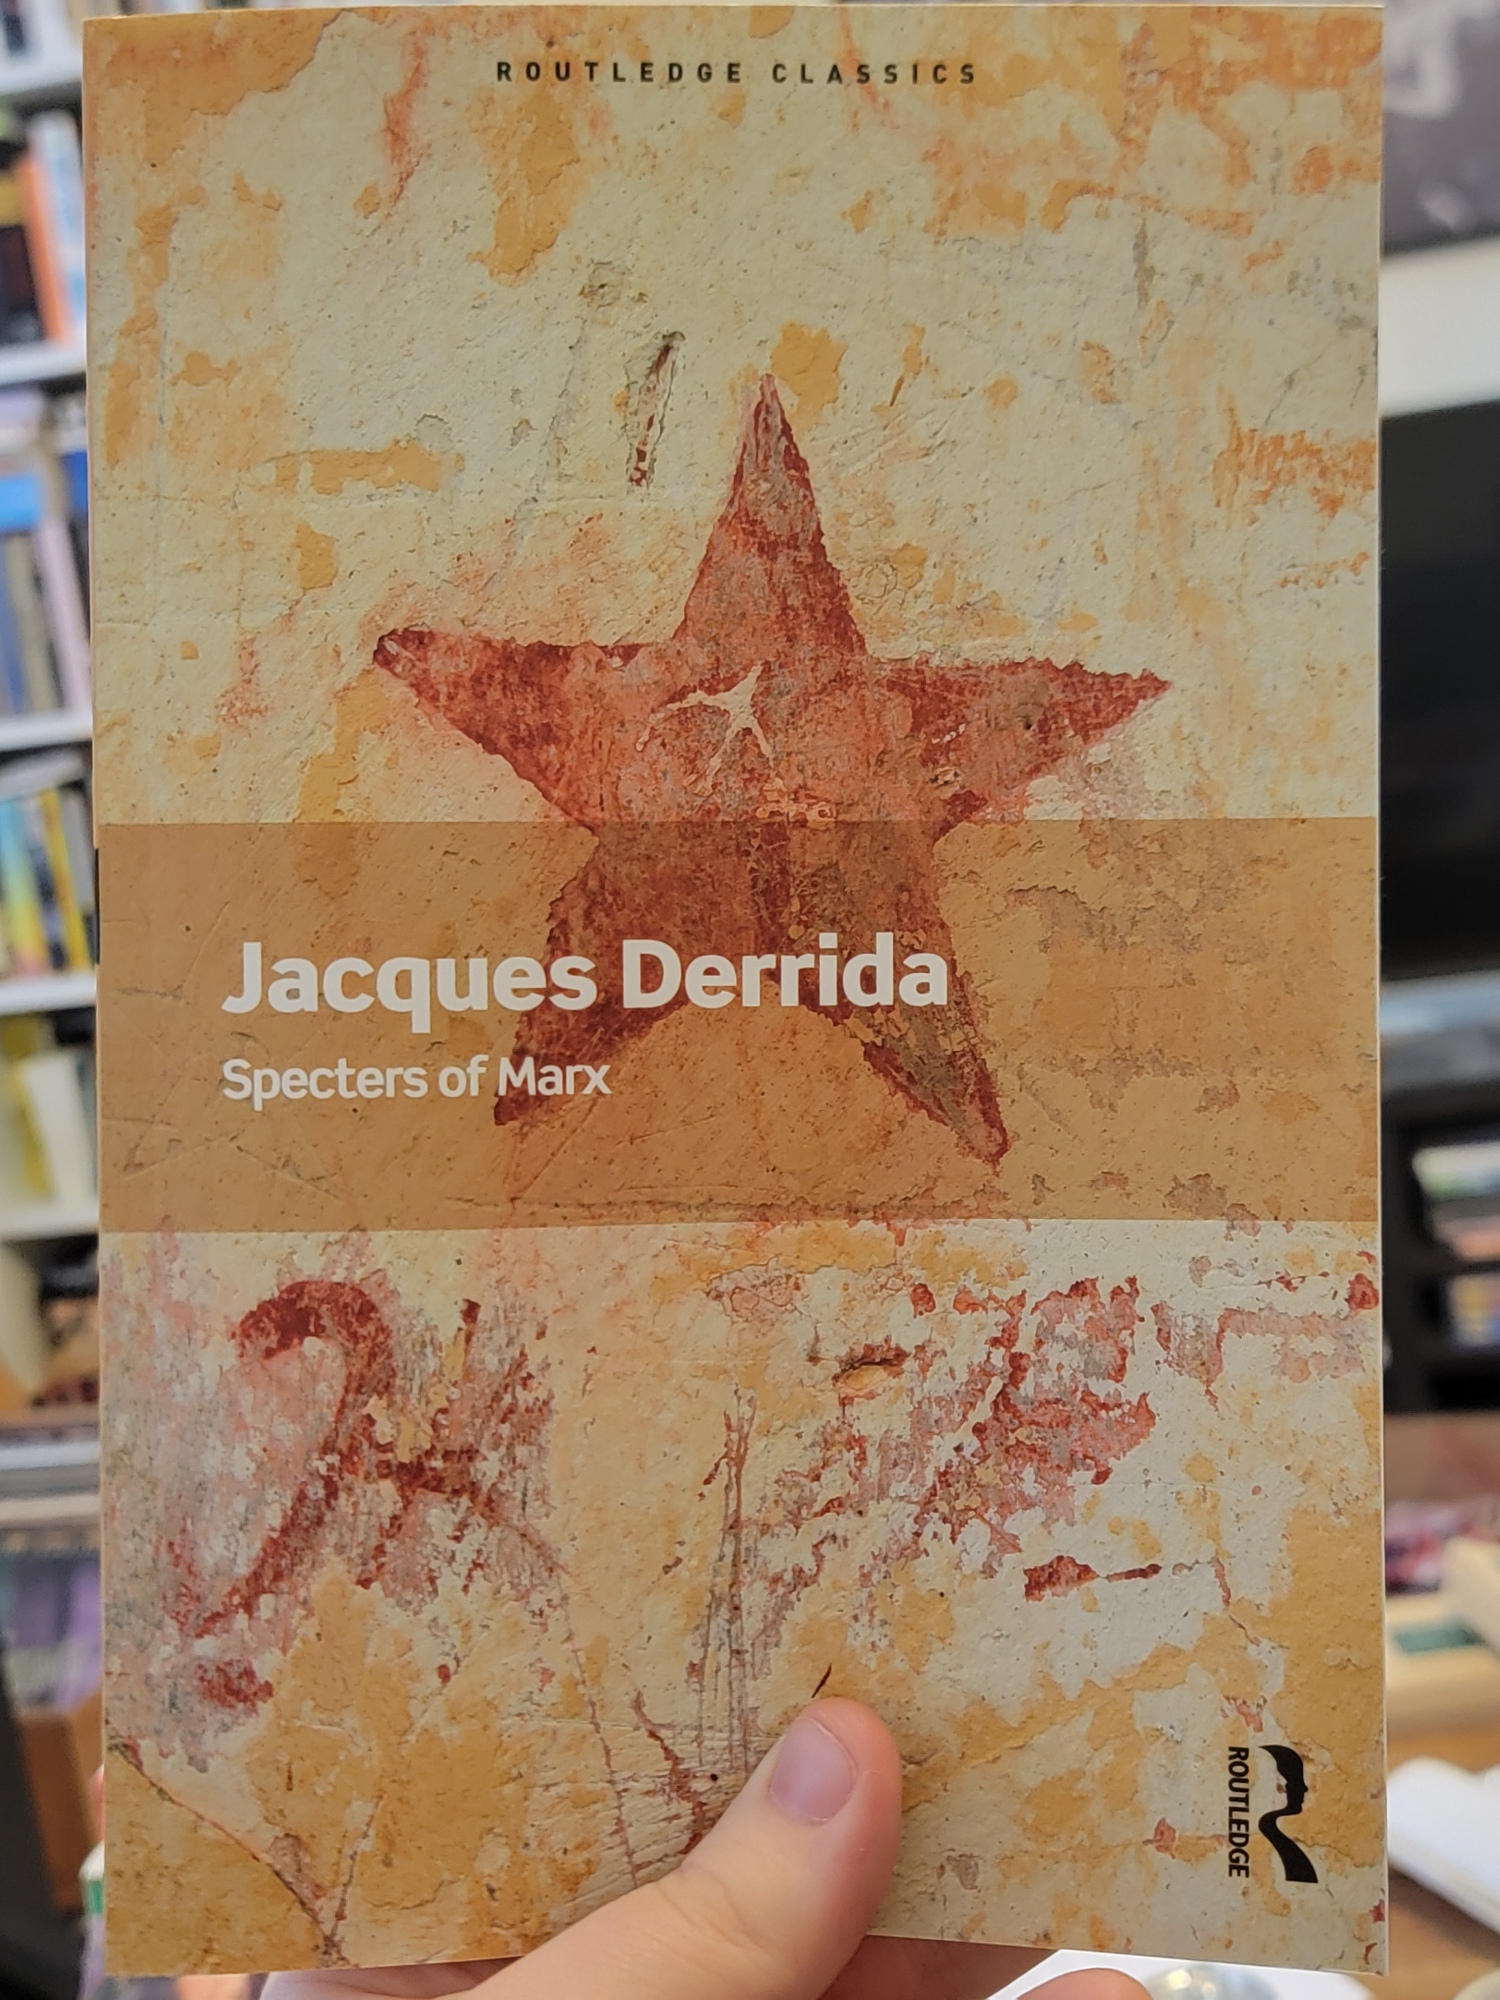 ROUTLEDGE CLASSICS
Jacques Derrida
Specters of Marx
ROUTLEDGE